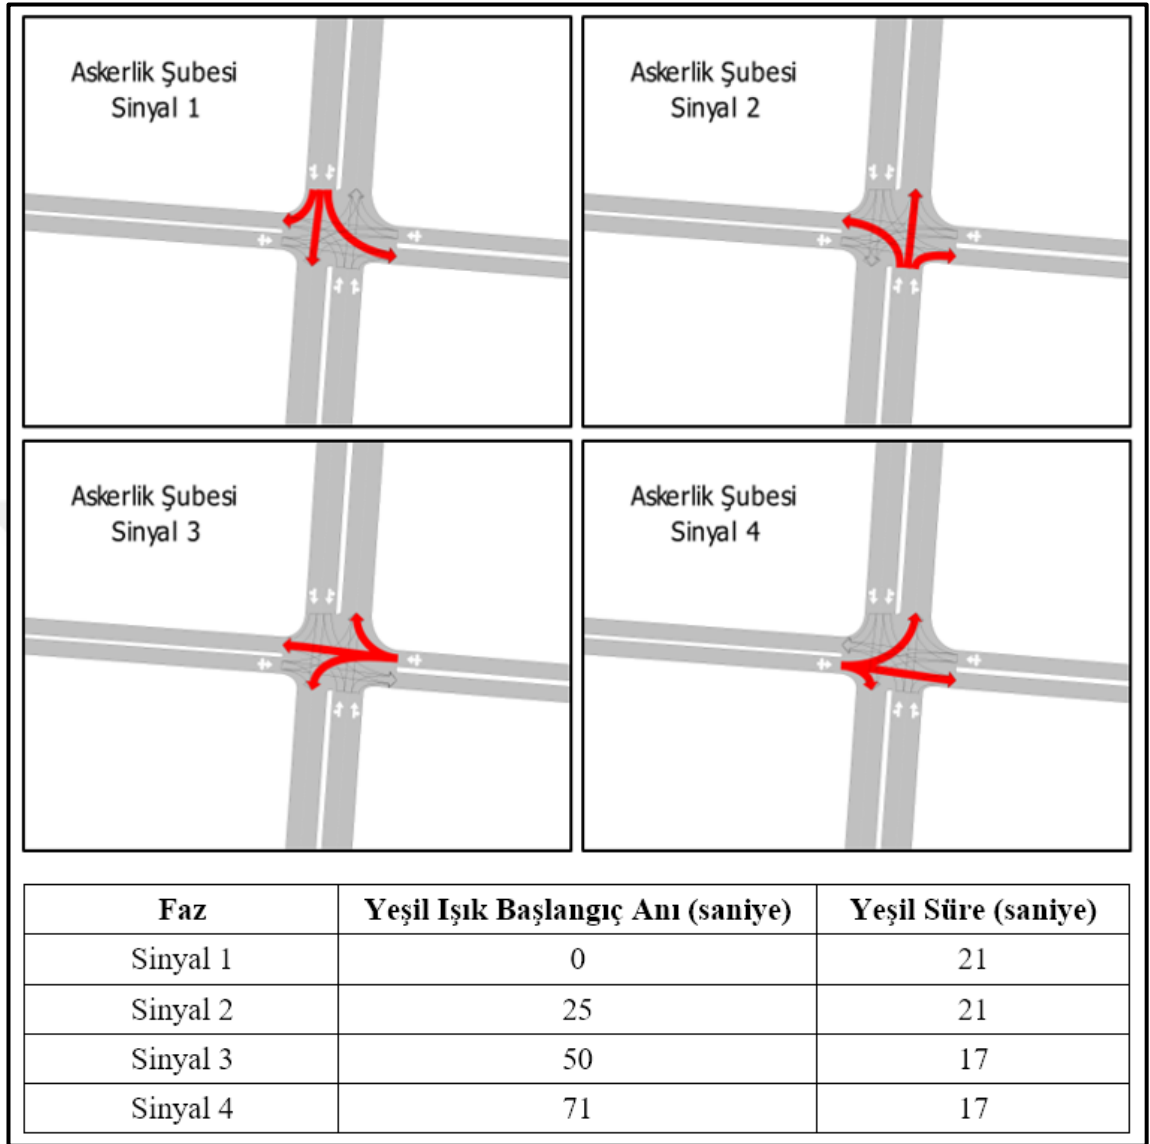 Askerlik Şubesi
Sinyal 1
Askerlik Şubesi
Sinyal 2
Askerlik Şubesi
Sinyal 3
Askerlik Şubesi
Sinyal 4
Faz Yeşil Işık Başlangıç Anı (saniye) Yeşil Süre (saniye)
Sinyal 1 0 21
Sinyal 2 25 21
Sinyal 3 50 17
Sinyal 4 71 17